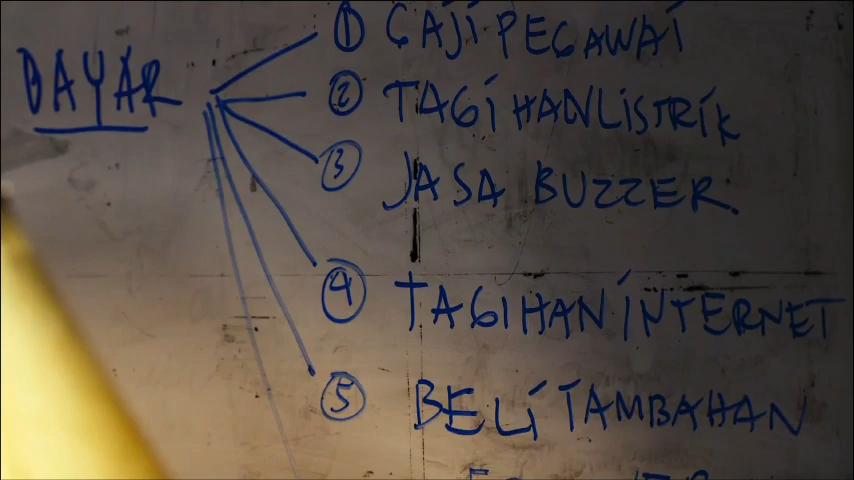 BAYAR
① GAJI PEGAWAI
② TAGIHAN LISTRIK
③ JASA BUZZER.
④ TAGIHAN INTERNET
⑤ BELI TAMBAHAN